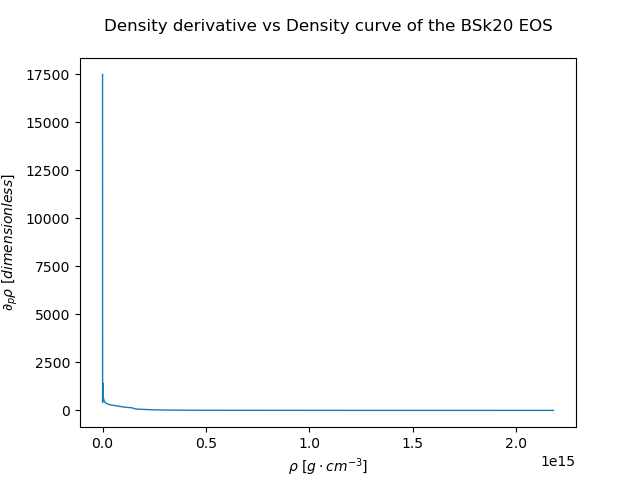 Density derivative vs Density curve of the BSk20 EOS
17500
15000
12500
10000
7500
5000
2500
0
∂ₚρ [dimensionless]
0.0 0.5 1.0 1.5 2.0
1e15
ρ [g · cm⁻³]